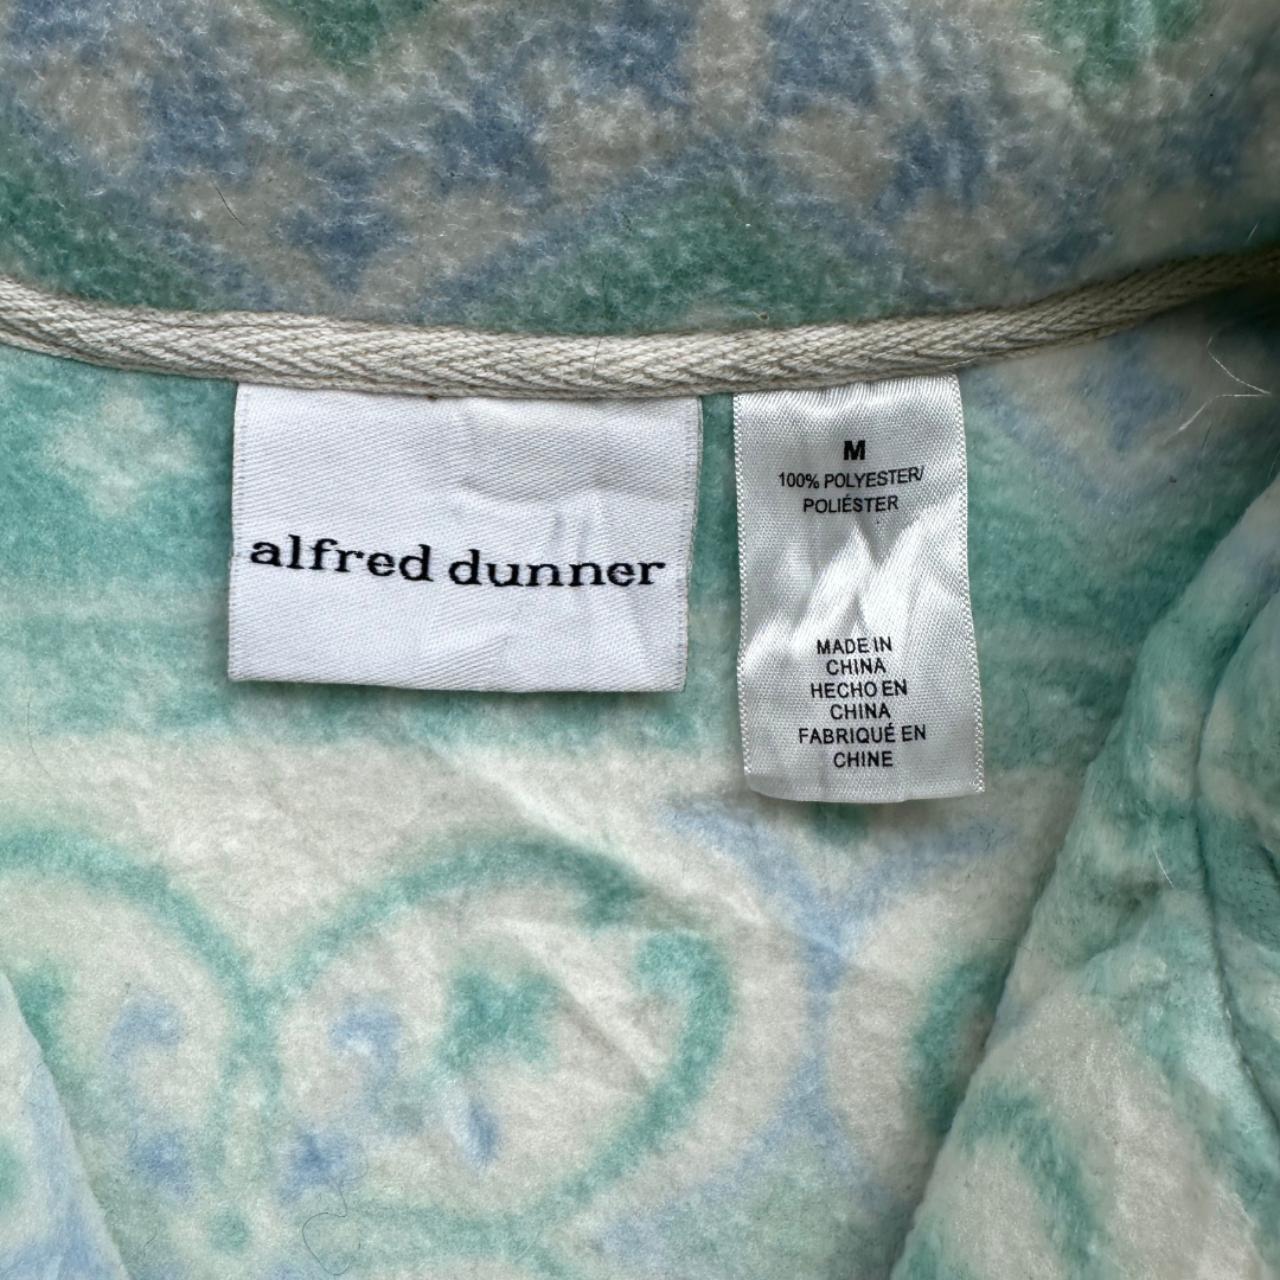 alfred dunner
M
100% POLYESTER/
POLIÉSTER
MADE IN
CHINA
HECHO EN
CHINA
FABRIQUÉ EN
CHINE